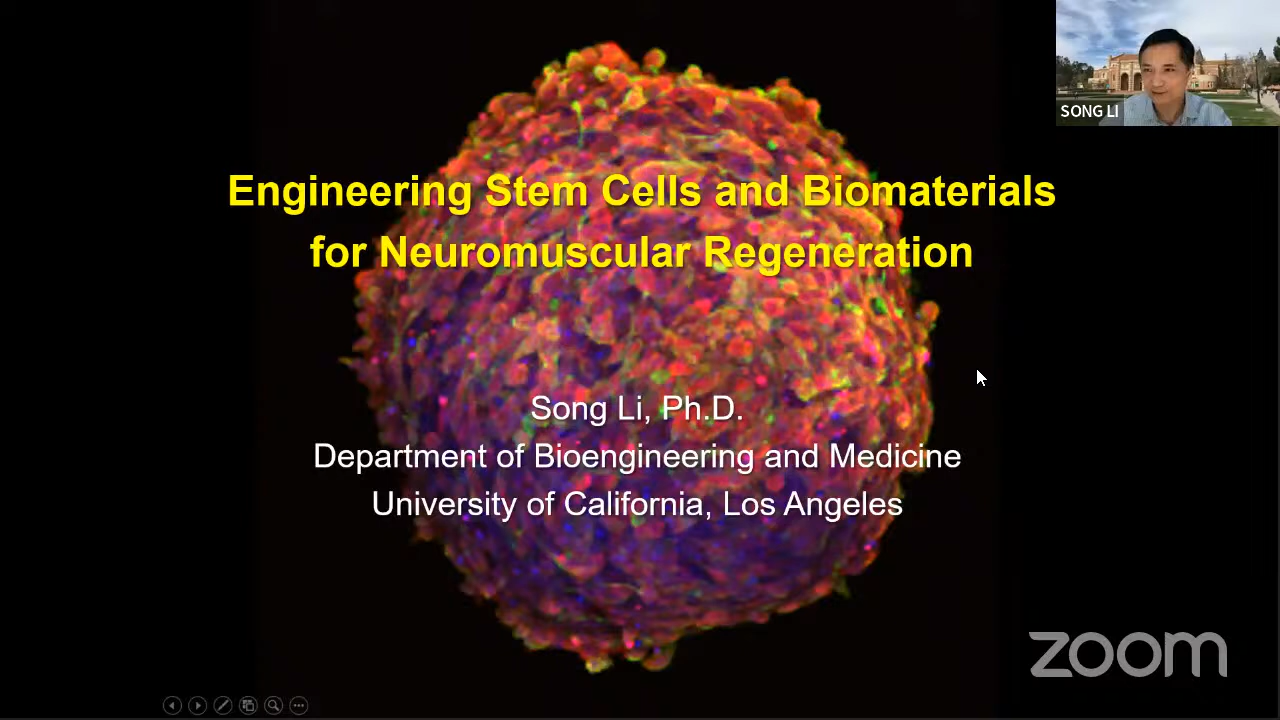 Engineering Stem Cells and Biomaterials
for Neuromuscular Regeneration
Song Li, Ph.D.
Department of Bioengineering and Medicine
University of California, Los Angeles
SONG LI
zoom